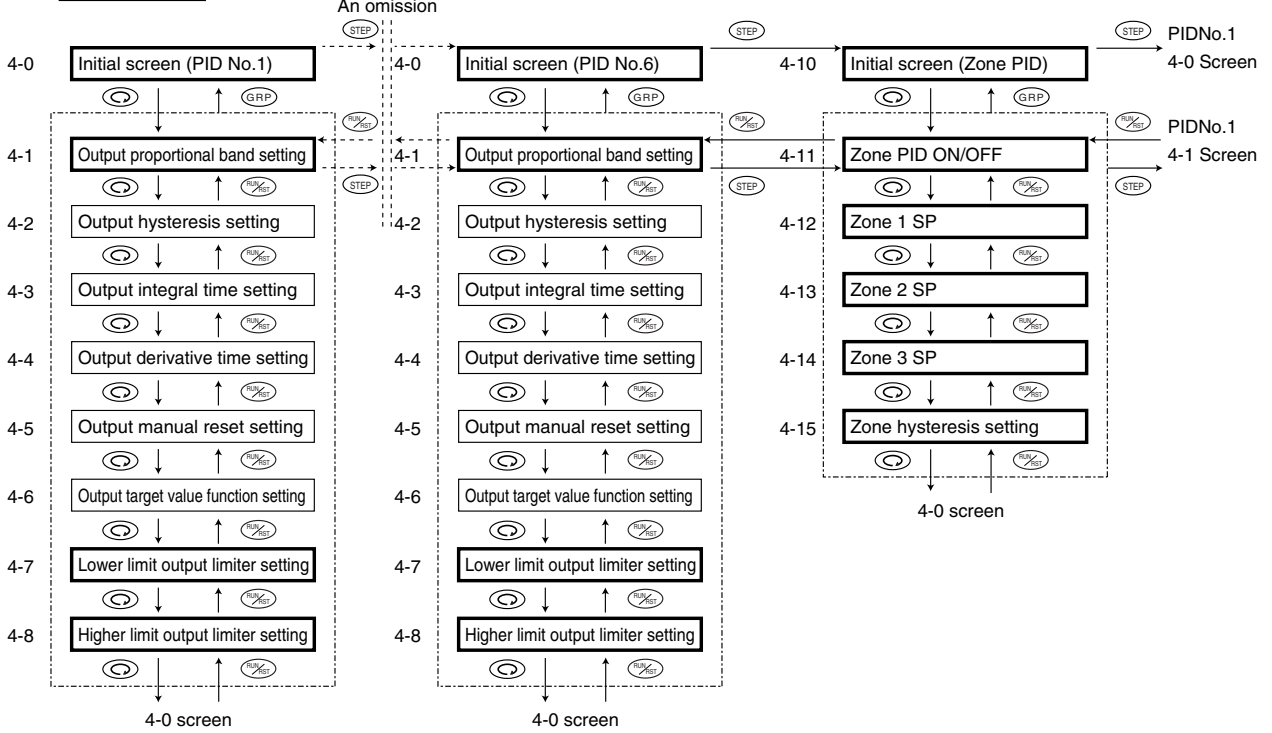 An omission
STEP STEP STEP PIDNo.1
4-0 Initial screen (PID No.1) 4-0 Initial screen (PID No.6) 4-10 Initial screen (Zone PID) 4-0 Screen
GRP GRP GRP
RUN/RST RUN/RST RUN/RST PIDNo.1
4-1 Output proportional band setting 4-1 Output proportional band setting 4-11 Zone PID ON/OFF 4-1 Screen
RUN/RST STEP RUN/RST STEP RUN/RST STEP
4-2 Output hysteresis setting 4-2 Output hysteresis setting 4-12 Zone 1 SP
RUN/RST RUN/RST RUN/RST
4-3 Output integral time setting 4-3 Output integral time setting 4-13 Zone 2 SP
RUN/RST RUN/RST RUN/RST
4-4 Output derivative time setting 4-4 Output derivative time setting 4-14 Zone 3 SP
RUN/RST RUN/RST RUN/RST
4-5 Output manual reset setting 4-5 Output manual reset setting 4-15 Zone hysteresis setting
RUN/RST RUN/RST RUN/RST
4-6 Output target value function setting 4-6 Output target value function setting 4-0 screen
RUN/RST RUN/RST
4-7 Lower limit output limiter setting 4-7 Lower limit output limiter setting
RUN/RST RUN/RST
4-8 Higher limit output limiter setting 4-8 Higher limit output limiter setting
RUN/RST RUN/RST
4-0 screen 4-0 screen